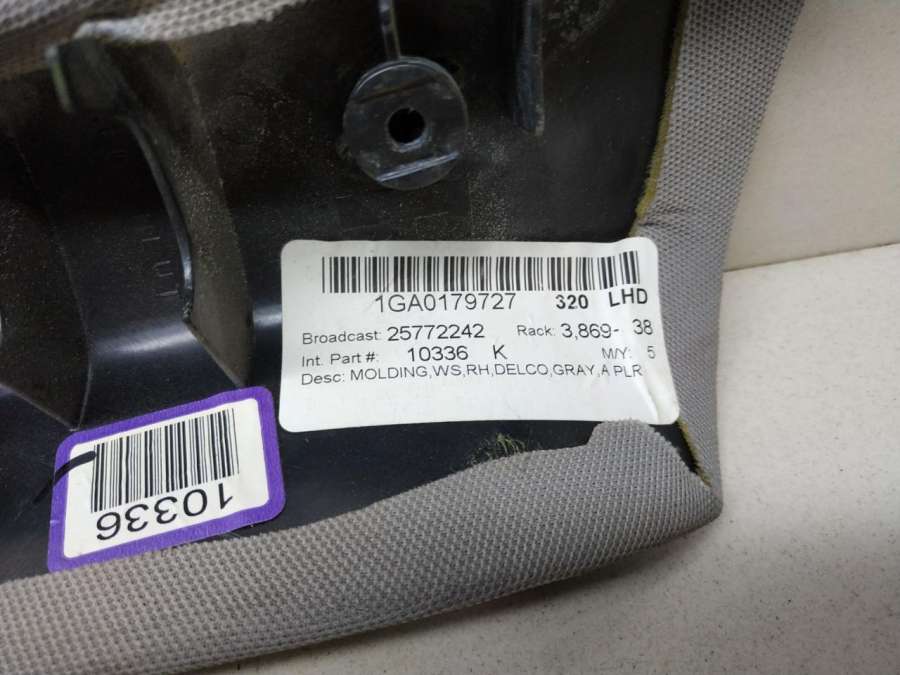 1GA0179727 320 LHD
Broadcast: 25772242 Rack: 3,869- 38
Int. Part #: 10336 K M/Y: 5
Desc: MOLDING,WS,RH,DELCO,GRAY,A PLR
10336